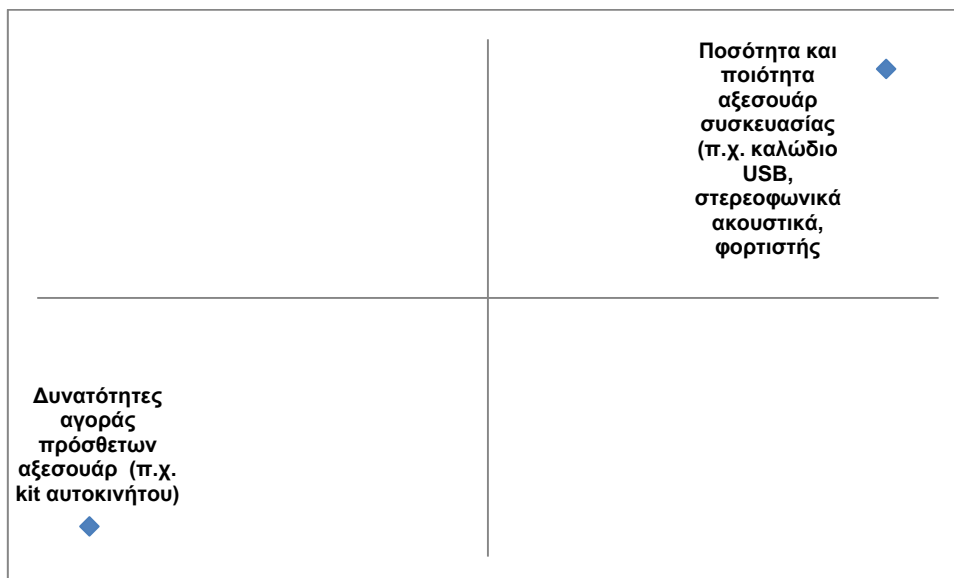 Ποσότητα και
ποιότητα
αξεσουάρ
συσκευασίας
(π.χ. καλώδιο
USB,
στερεοφωνικά
ακουστικά,
φορτιστής
Δυνατότητες
αγοράς
πρόσθετων
αξεσουάρ (π.χ.
kit αυτοκινήτου)